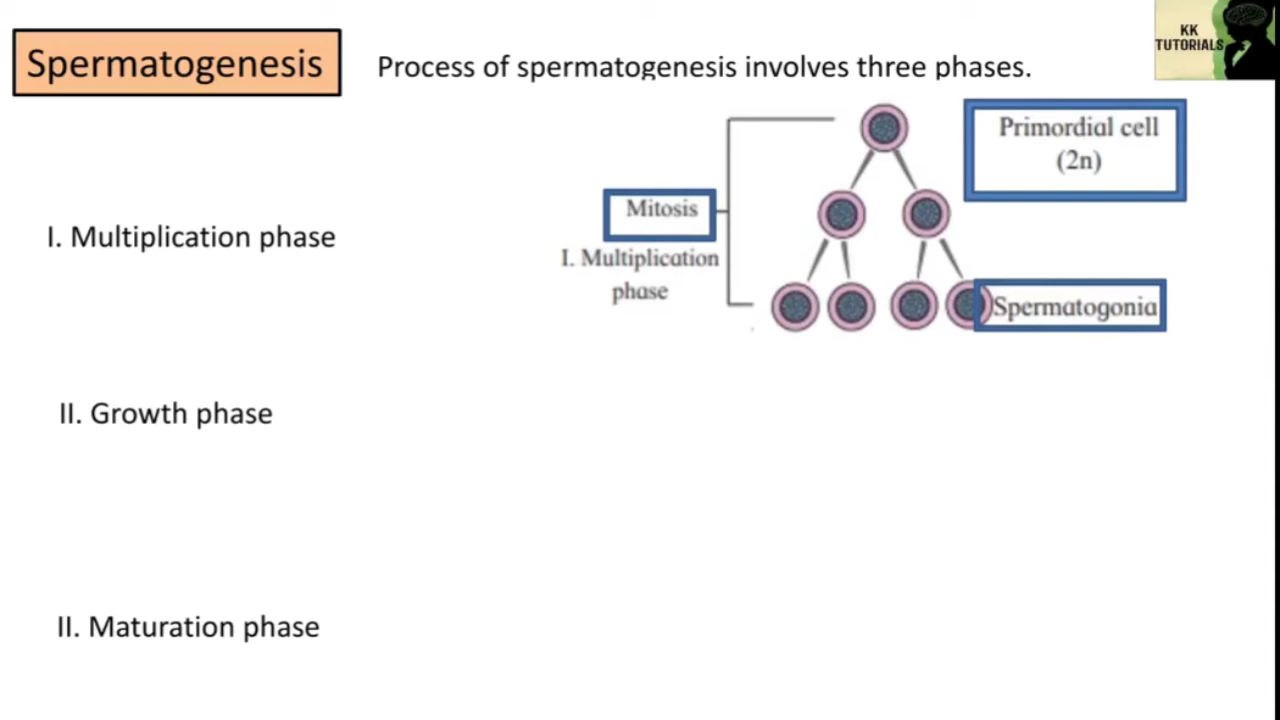 Spermatogenesis
Process of spermatogenesis involves three phases.
KK
TUTORIALS
Primordial cell
(2n)
Mitosis
I. Multiplication phase
I. Multiplication
phase
Spermatogonia
II. Growth phase
II. Maturation phase